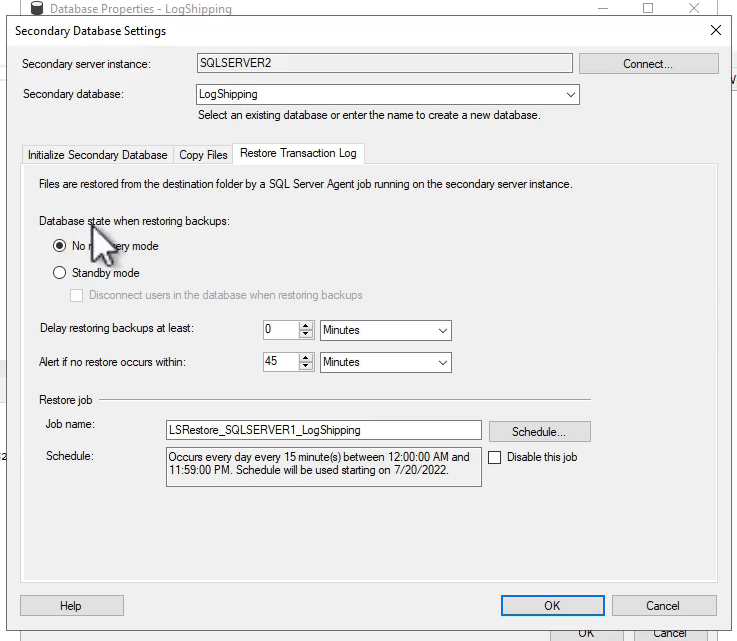 Database Properties - LogShipping
Secondary Database Settings
Secondary server instance:
SQLSERVER2
Connect...
Secondary database:
LogShipping
Select an existing database or enter the name to create a new database.
Initialize Secondary Database
Copy Files
Restore Transaction Log
Files are restored from the destination folder by a SQL Server Agent job running on the secondary server instance.
Database state when restoring backups:
No mode
Standby mode
Disconnect users in the database when restoring backups
Delay restoring backups at least:
0
Minutes
Alert if no restore occurs within:
45
Minutes
Restore job
Job name:
LSRestore_SQLSERVER1_LogShipping
Schedule...
Schedule:
Occurs every day every 15 minute(s) between 12:00:00 AM and
11:59:00 PM. Schedule will be used starting on 7/20/2022.
Disable this job
Help
OK
Cancel
OK
Cancel